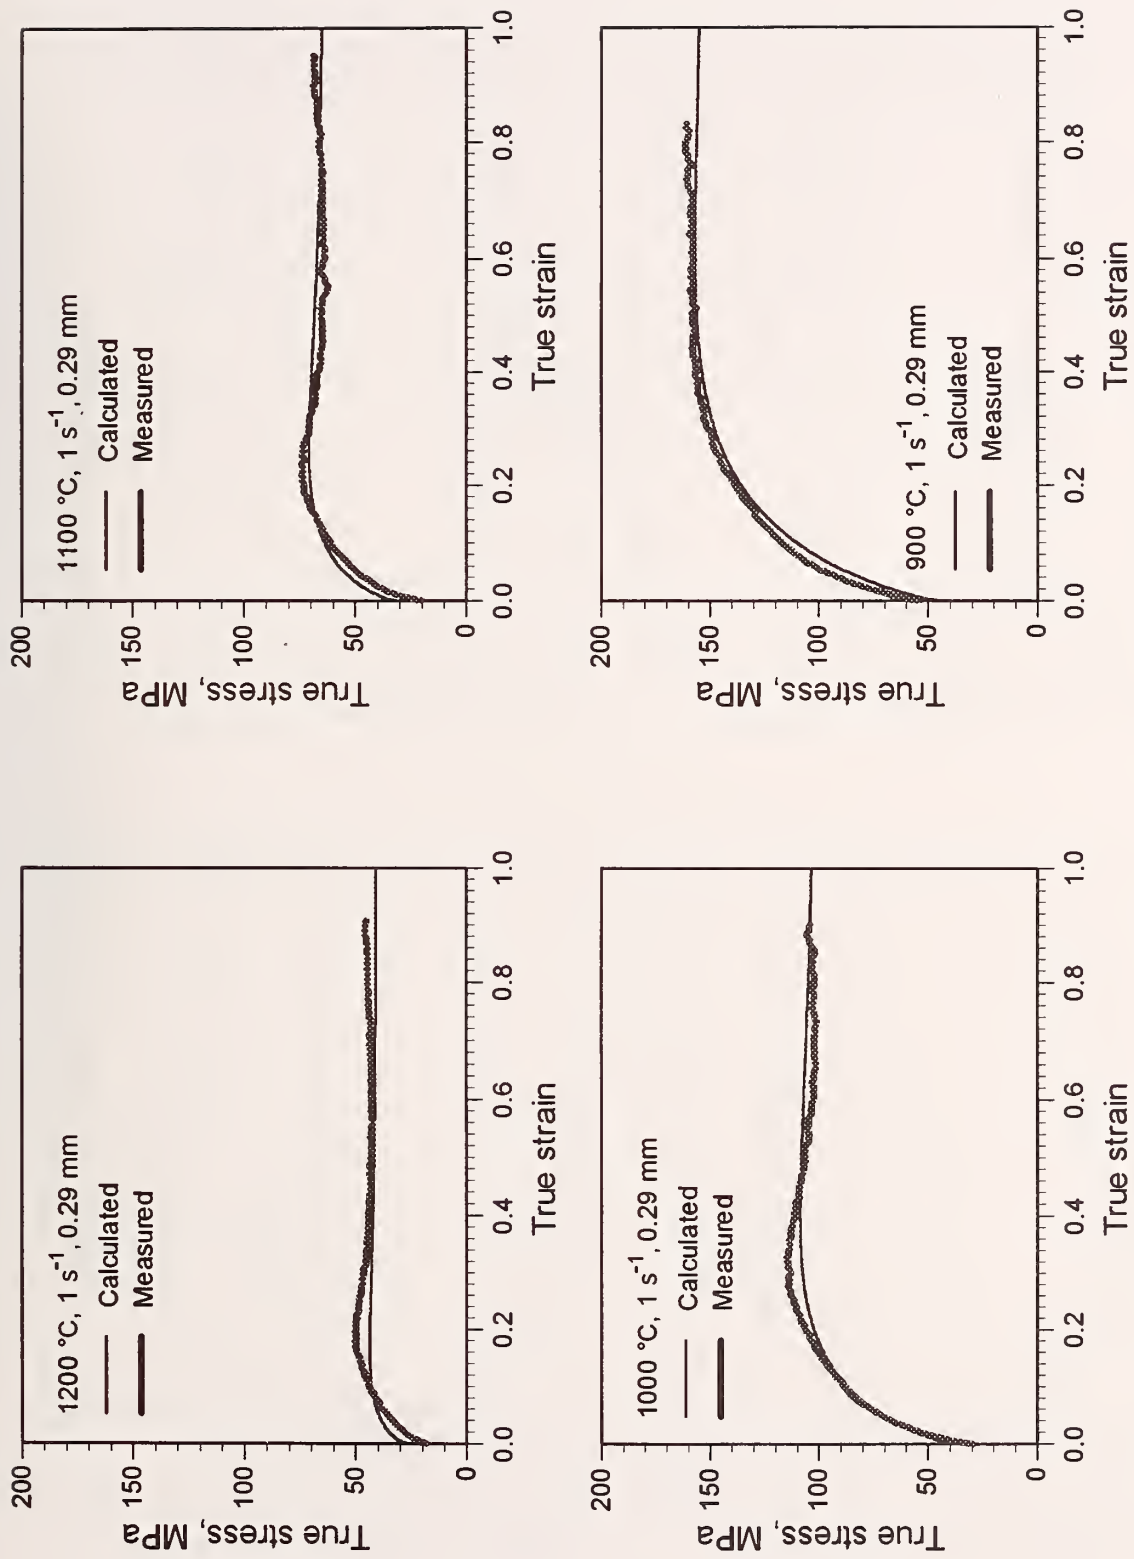 200
150
100
50
0
True stress, MPa
1200 °C, 1 s⁻¹, 0.29 mm
Calculated
Measured
0.0 0.2 0.4 0.6 0.8 1.0
True strain
200
150
100
50
0
True stress, MPa
1100 °C, 1 s⁻¹, 0.29 mm
Calculated
Measured
0.0 0.2 0.4 0.6 0.8 1.0
True strain
200
150
100
50
0
True stress, MPa
1000 °C, 1 s⁻¹, 0.29 mm
Calculated
Measured
0.0 0.2 0.4 0.6 0.8 1.0
True strain
200
150
100
50
0
True stress, MPa
900 °C, 1 s⁻¹, 0.29 mm
Calculated
Measured
0.0 0.2 0.4 0.6 0.8 1.0
True strain